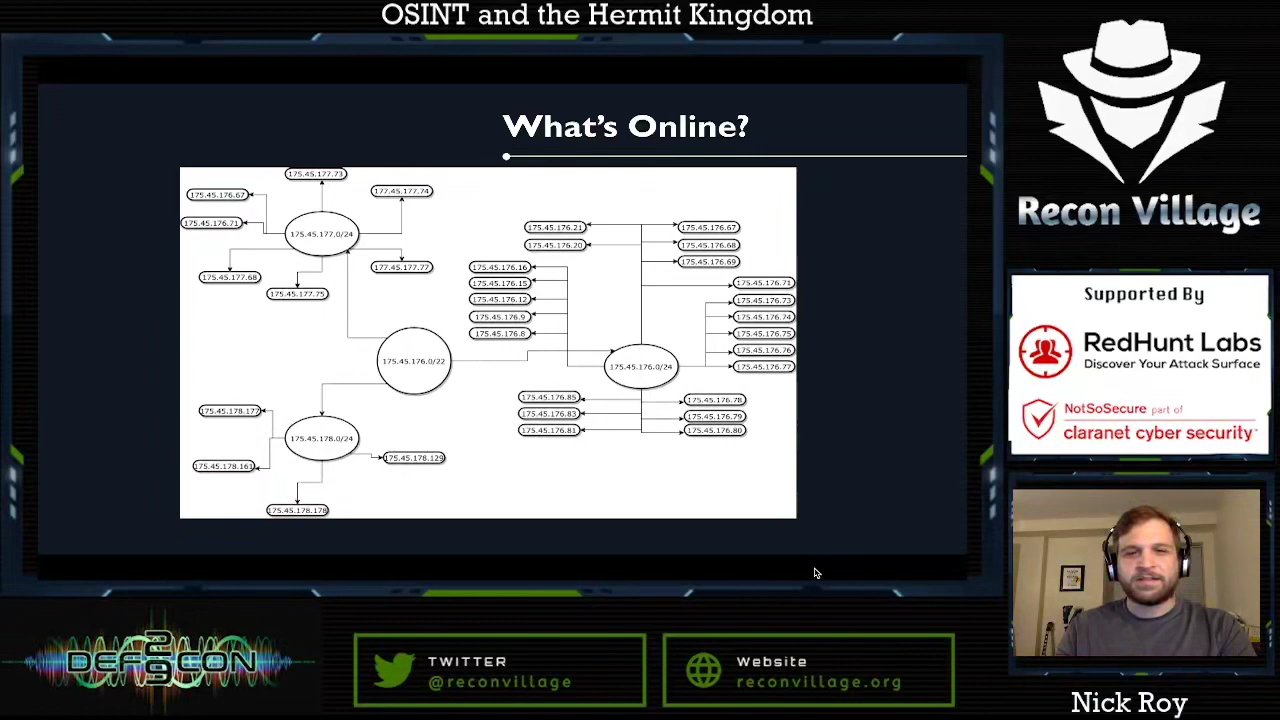 OSINT and the Hermit Kingdom
What's Online?
175.45.177.73
175.45.176.67
177.45.177.74
175.45.176.71
175.45.177.0/24
175.45.177.68
177.45.177.77
175.45.177.75
175.45.176.21
175.45.176.67
175.45.176.20
175.45.176.68
175.45.176.69
175.45.176.16
175.45.176.15
175.45.176.12
175.45.176.9
175.45.176.8
175.45.176.71
175.45.176.73
175.45.176.74
175.45.176.75
175.45.176.76
175.45.176.77
175.45.176.0/22
175.45.176.0/24
175.45.176.85
175.45.176.83
175.45.176.81
175.45.176.78
175.45.176.79
175.45.176.80
175.45.178.177
175.45.178.0/24
175.45.178.161
175.45.178.129
175.45.178.178
Recon Village
Supported By
RedHunt Labs
Discover Your Attack Surface
NotSoSecure part of
claranet cyber security
DEFCON
29
TWITTER
@reconvillage
Website
reconvillage.org
Nick Roy